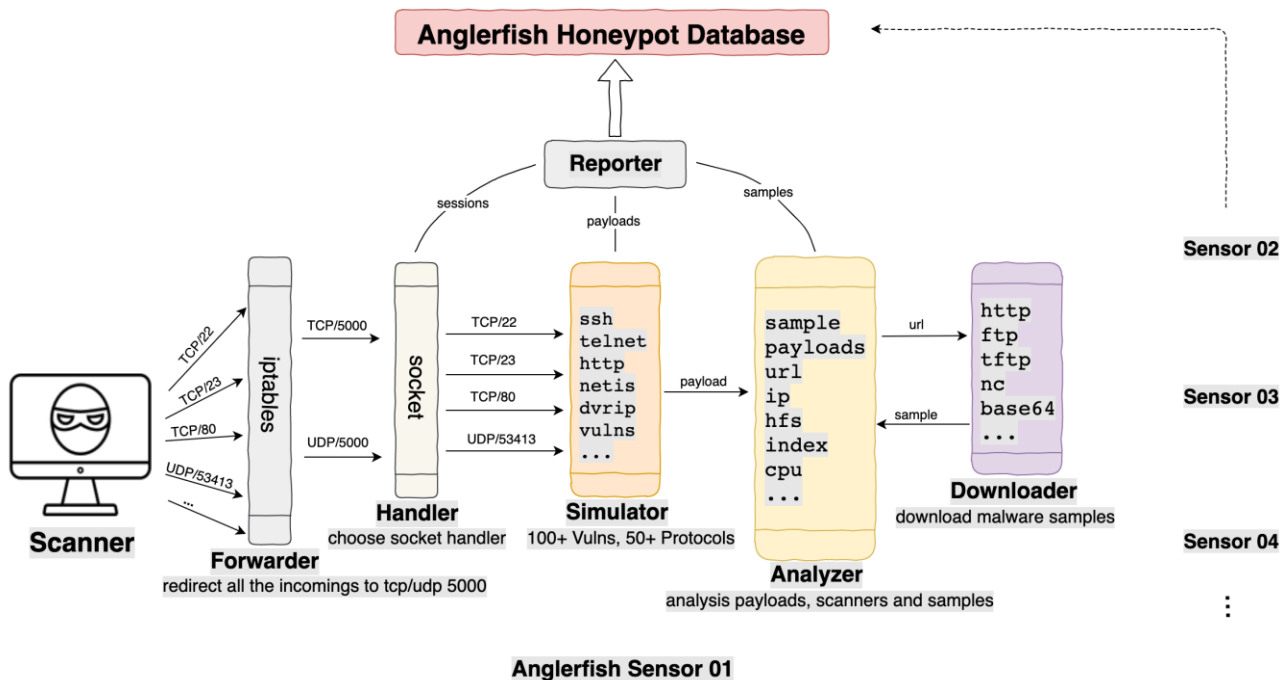 Anglerfish Honeypot Database
Reporter
sessions
payloads
samples
Sensor 02
Sensor 03
Sensor 04
⋮
TCP/22
TCP/23
TCP/80
UDP/53413
...
Scanner
iptables
Forwarder
redirect all the incomings to tcp/udp 5000
TCP/5000
UDP/5000
socket
Handler
choose socket handler
TCP/22
TCP/23
TCP/80
UDP/53413
ssh
telnet
http
netis
dvrip
vulns
...
Simulator
100+ Vulns, 50+ Protocols
payload
sample
payloads
url
ip
hfs
index
cpu
...
Analyzer
analysis payloads, scanners and samples
url
sample
http
ftp
tftp
nc
base64
...
Downloader
download malware samples
Anglerfish Sensor 01